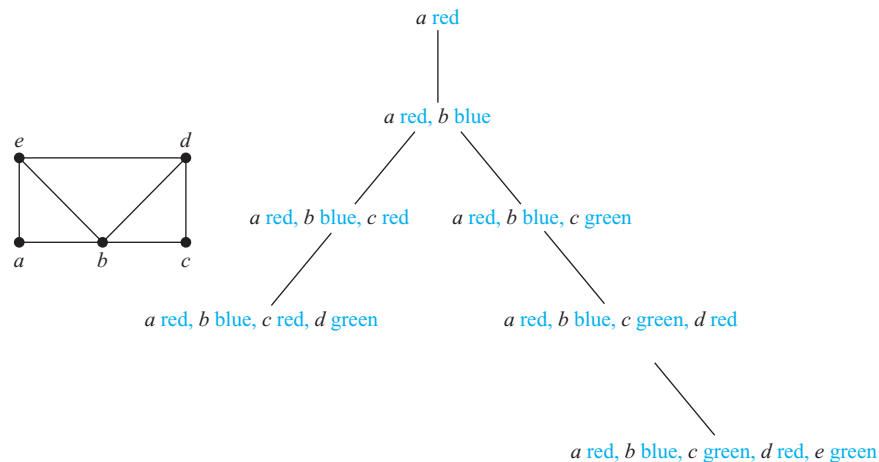 a red
a red, b blue
e
d
a red, b blue, c red
a red, b blue, c green
a
b
c
a red, b blue, c red, d green
a red, b blue, c green, d red
a red, b blue, c green, d red, e green